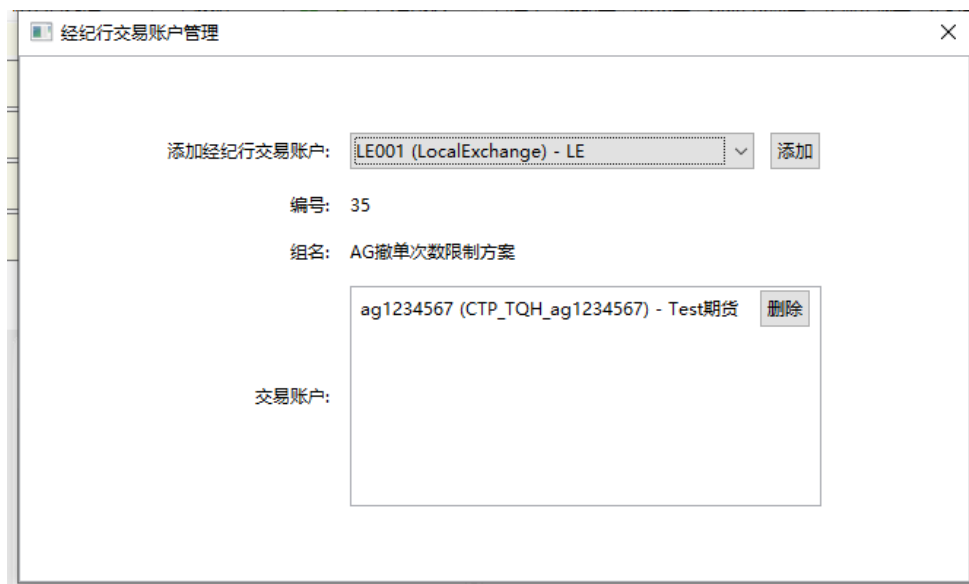 经纪行交易账户管理
添加经纪行交易账户: LE001 (LocalExchange) - LE 添加
编号: 35
组名: AG撤单次数限制方案
ag1234567 (CTP_TQH_ag1234567) - Test期货 删除
交易账户: